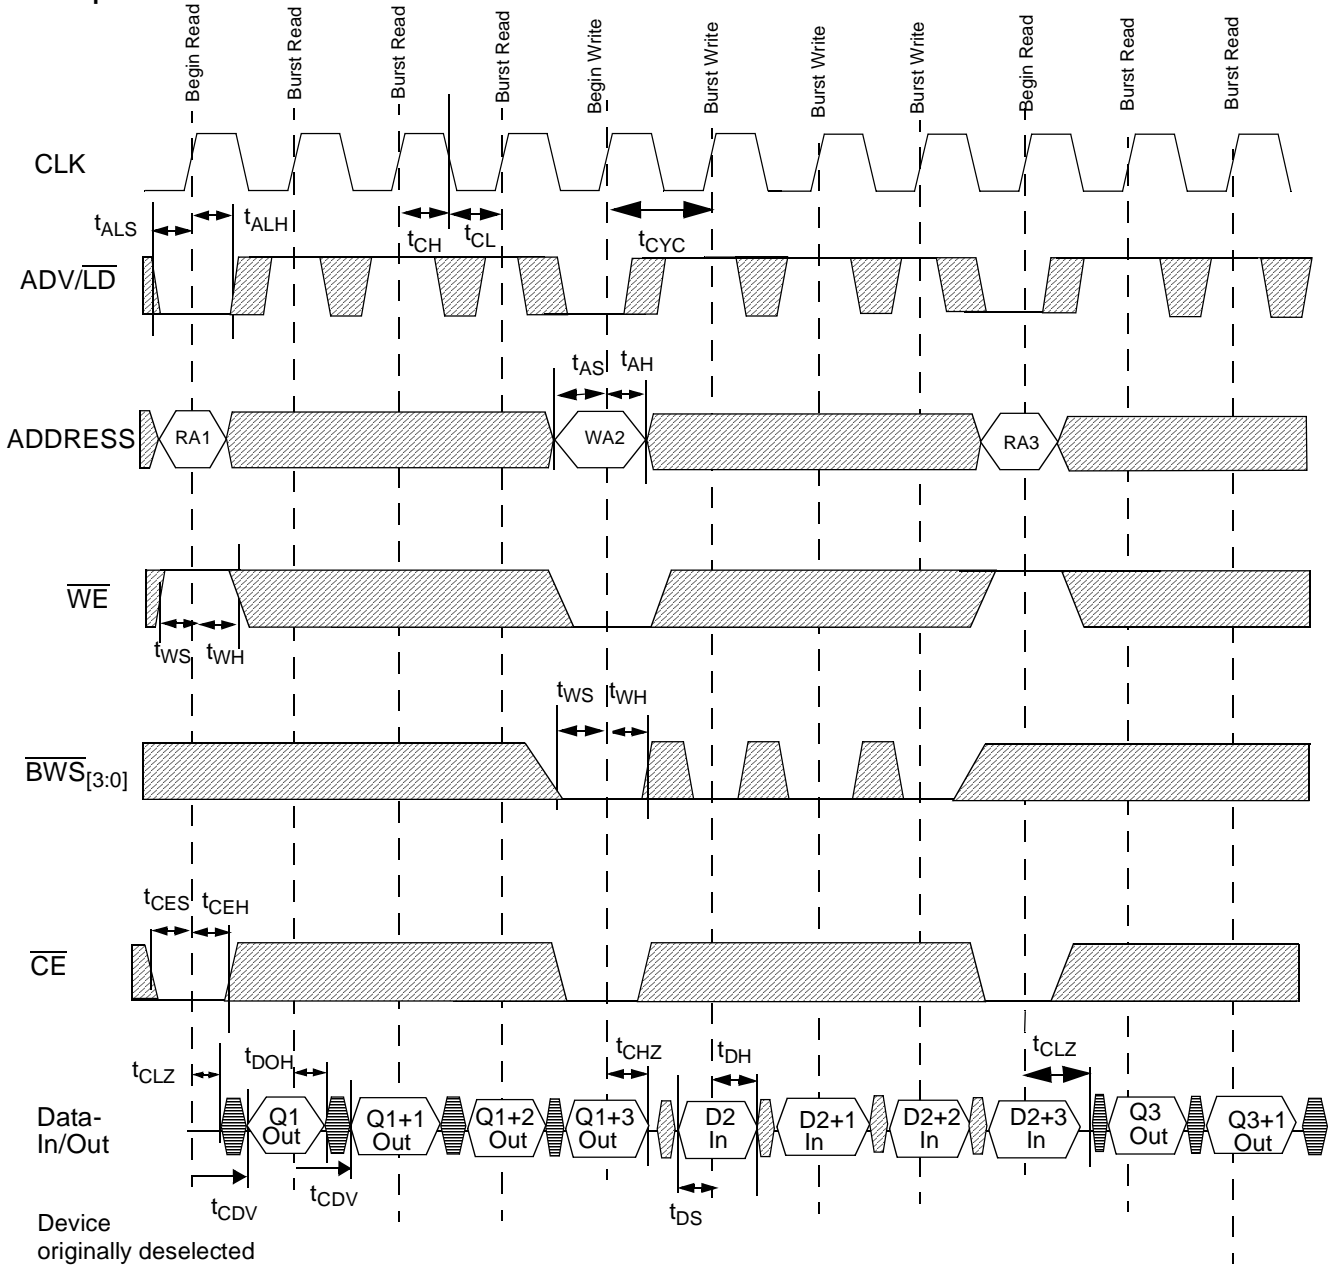 Begin Read
Burst Read
Burst Read
Burst Read
Begin Write
Burst Write
Burst Write
Burst Write
Begin Read
Burst Read
Burst Read
CLK
tALS
tALH
tCH
tCL
tCYC
ADV/LD
tAS
tAH
ADDRESS
RA1
WA2
RA3
WE
tWS
tWH
tWS
tWH
BWS[3:0]
tCES
tCEH
CE
tCLZ
tDOH
tCHZ
tDH
tCLZ
Data-
In/Out
Q1
Out
Q1+1
Out
Q1+2
Out
Q1+3
Out
D2
In
D2+1
In
D2+2
In
D2+3
In
Q3
Out
Q3+1
Out
tCDV
tCDV
tDS
Device
originally deselected